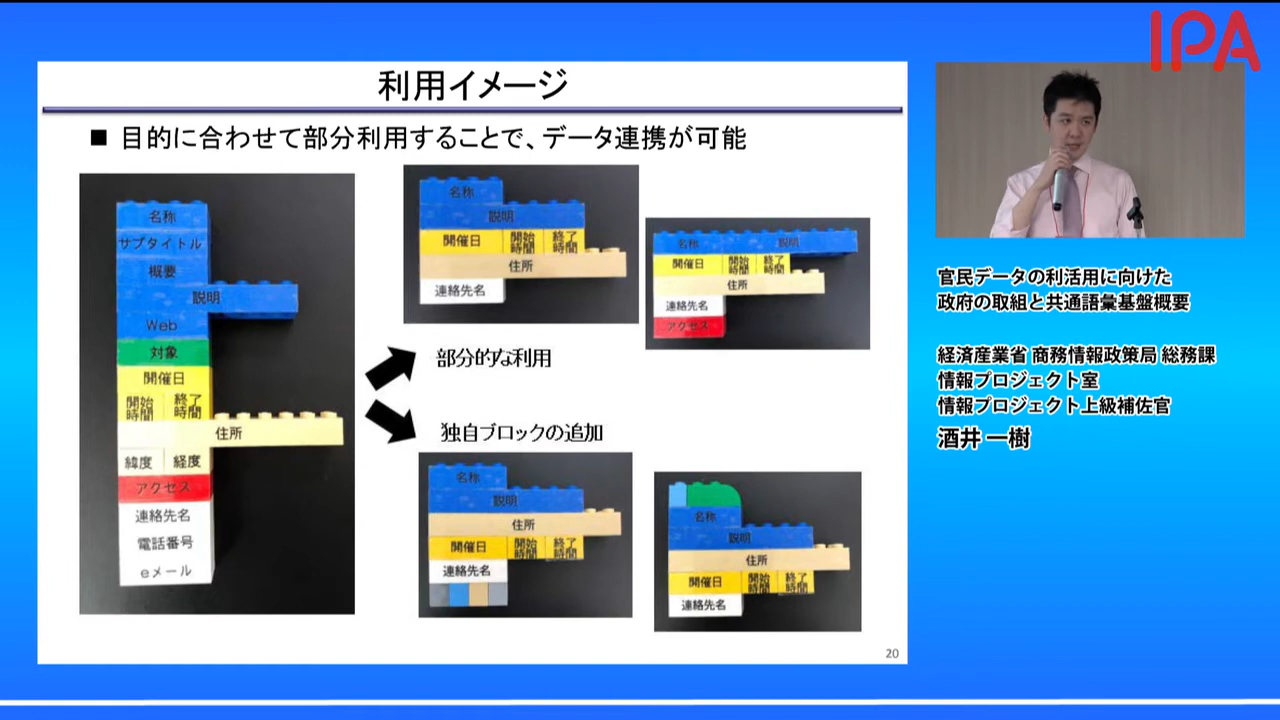 IPA
利用イメージ
■ 目的に合わせて部分利用することで、データ連携が可能
名称
サブタイトル
概要
説明
Web
対象
開催日
開始時間 終了時間
住所
緯度 経度
アクセス
連絡先名
電話番号
eメール
名称
説明
開催日 開始時間 終了時間
住所
連絡先名
名称 説明
開催日 開始時間 終了時間
住所
連絡先名
アクセス
部分的な利用
独自ブロックの追加
名称
説明
住所
開催日 開始時間 終了時間
連絡先名
名称
説明
住所
開催日 開始時間 終了時間
連絡先名
20
官民データの利活用に向けた
政府の取組と共通語彙基盤概要
経済産業省 商務情報政策局 総務課
情報プロジェクト室
情報プロジェクト上級補佐官
酒井 一樹